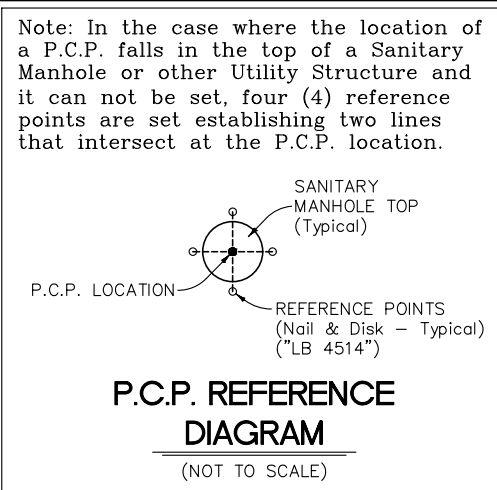 Note: In the case where the location of
a P.C.P. falls in the top of a Sanitary
Manhole or other Utility Structure and
it can not be set, four (4) reference
points are set establishing two lines
that intersect at the P.C.P. location.
SANITARY
MANHOLE TOP
(Typical)
P.C.P. LOCATION
REFERENCE POINTS
(Nail & Disk – Typical)
("LB 4514")
P.C.P. REFERENCE
DIAGRAM
(NOT TO SCALE)